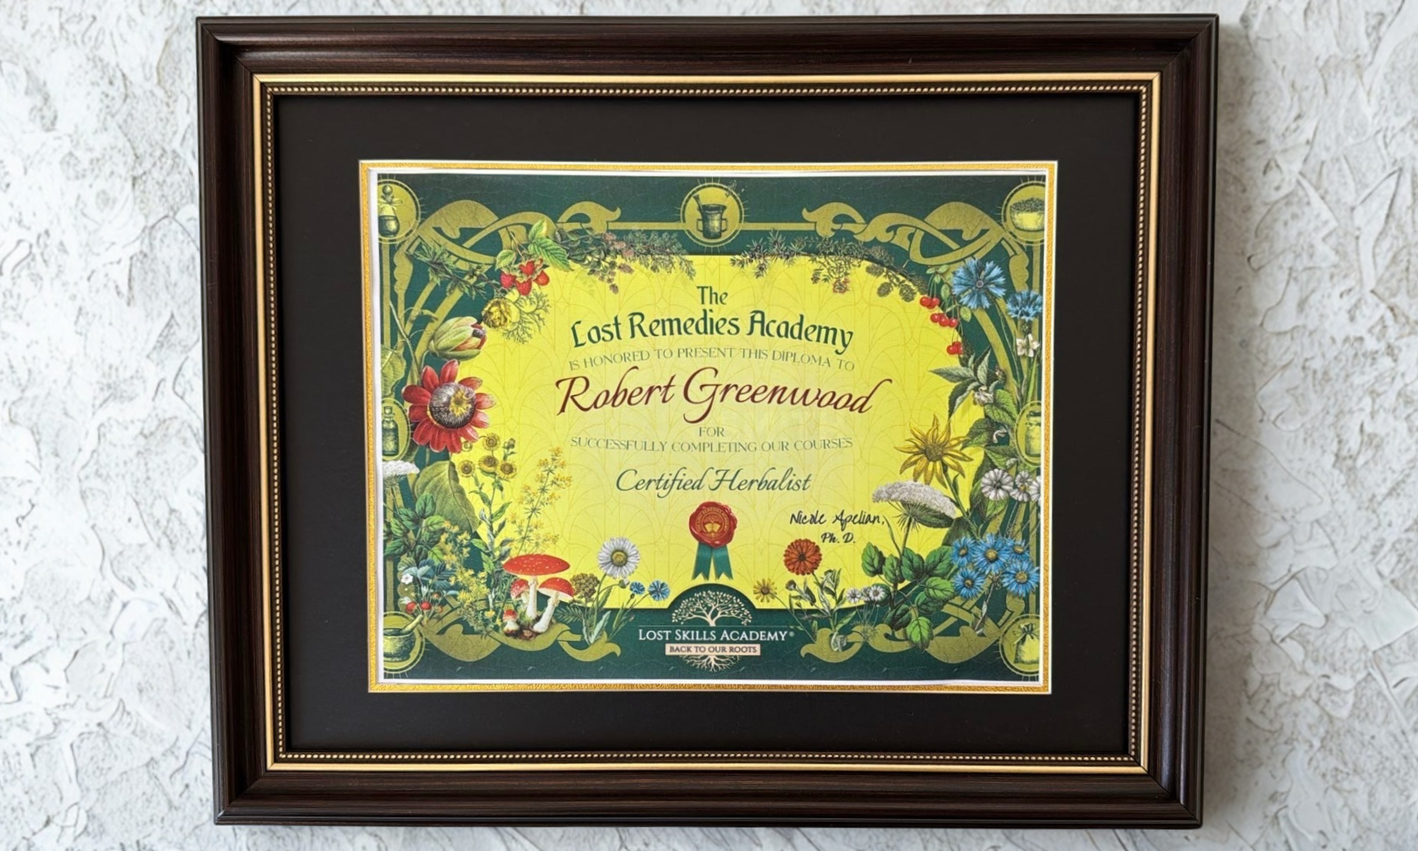 The
Lost Remedies Academy
IS HONORED TO PRESENT THIS DIPLOMA TO
Robert Greenwood
FOR
SUCCESSFULLY COMPLETING OUR COURSES
Certified Herbalist
Nicole Apelian,
Ph. D.
LOST SKILLS ACADEMY®
BACK TO OUR ROOTS